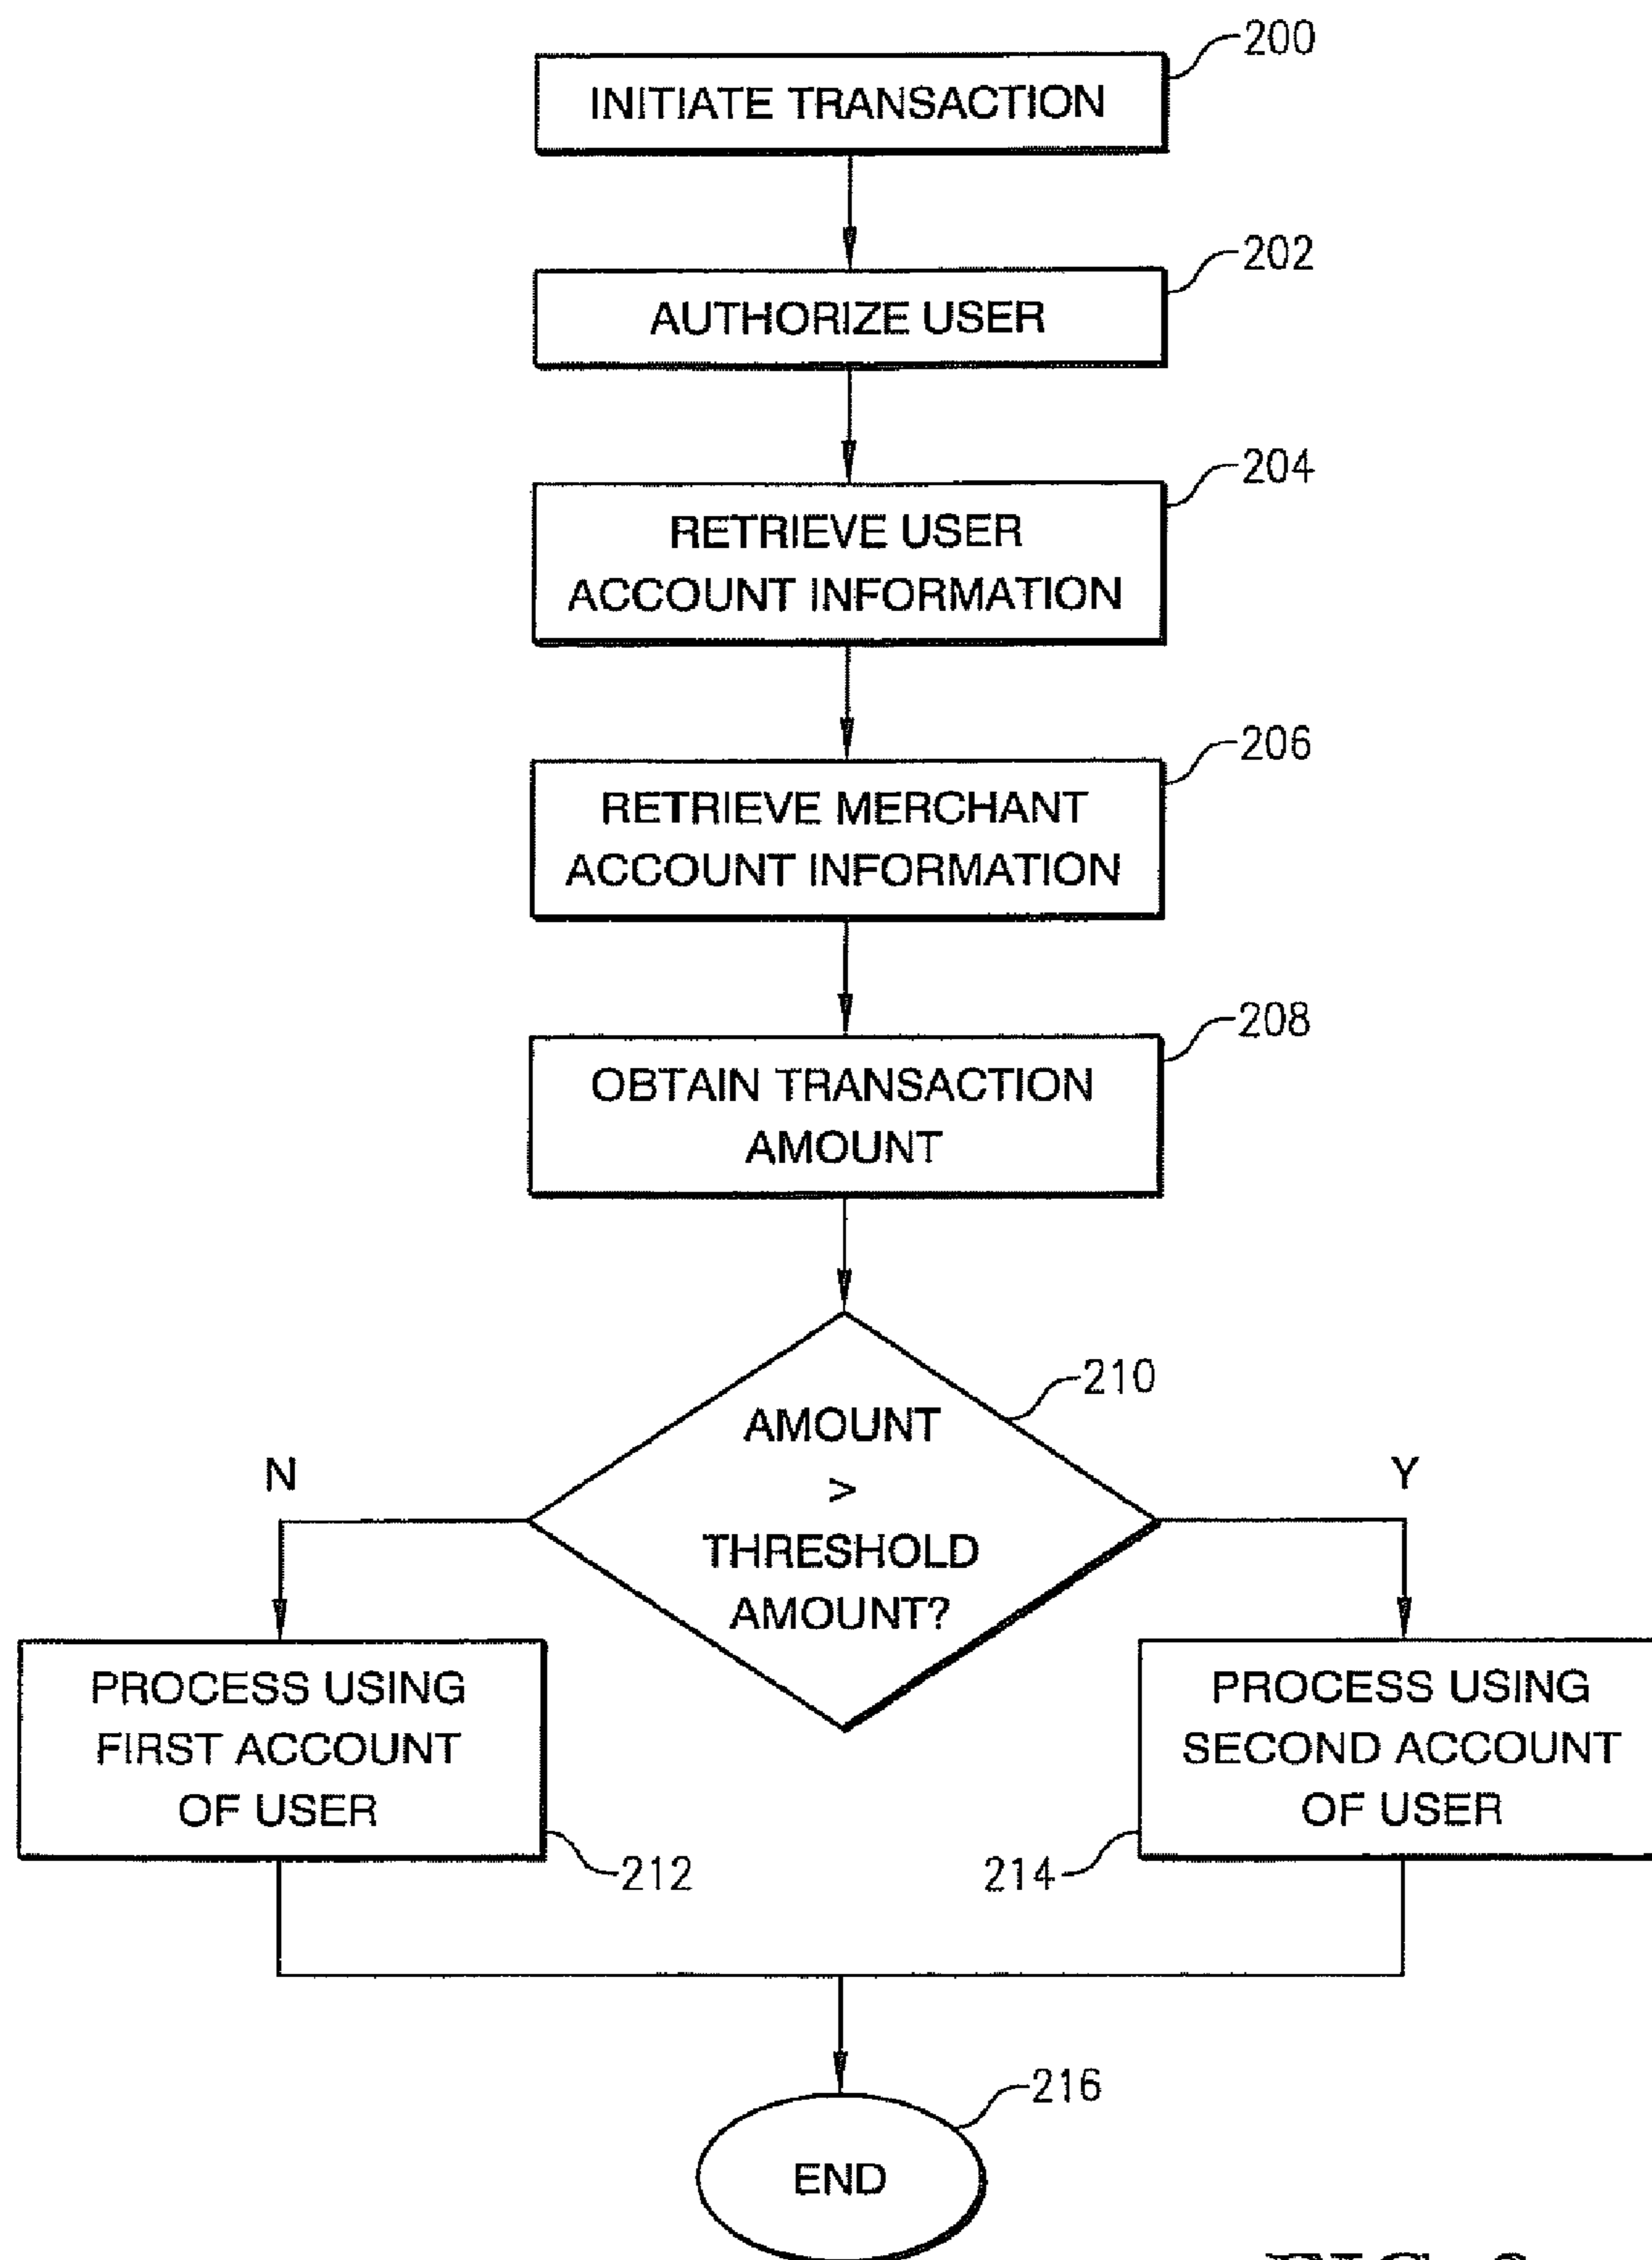 200
INITIATE TRANSACTION
202
AUTHORIZE USER
204
RETRIEVE USER
ACCOUNT INFORMATION
206
RETRIEVE MERCHANT
ACCOUNT INFORMATION
208
OBTAIN TRANSACTION
AMOUNT
210
AMOUNT
>
THRESHOLD
AMOUNT?
N
Y
PROCESS USING
FIRST ACCOUNT
OF USER
212
PROCESS USING
SECOND ACCOUNT
OF USER
214
216
END